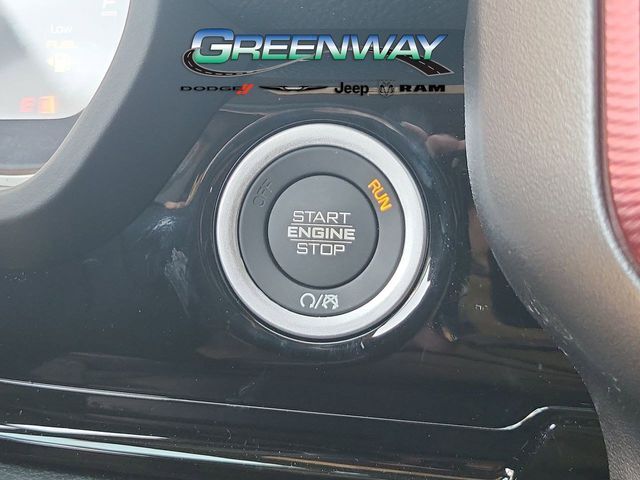 LOW
FUEL
E
GREENWAY
DODGE Jeep RAM
OFF
RUN
START
ENGINE
STOP